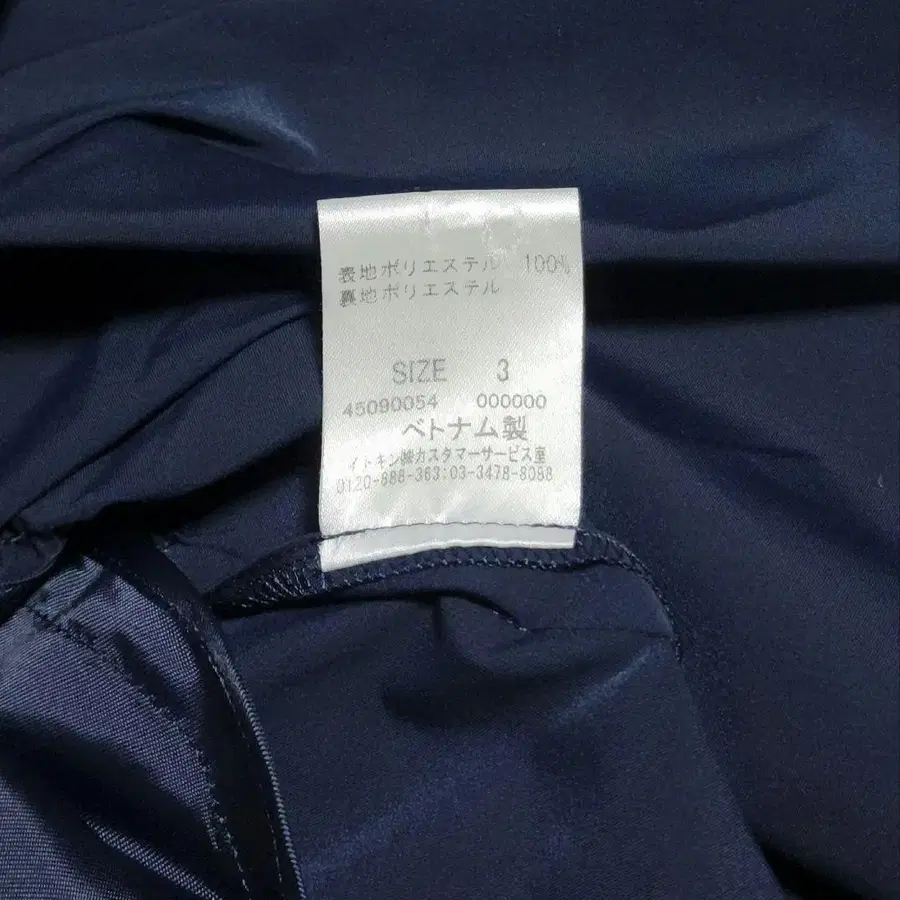 表地ポリエステル 100%
裏地ポリエステル
SIZE 3
45090054 000000
ベトナム製
イトキン㈱カスタマーサービス室
0120-888-363:03-3478-8088